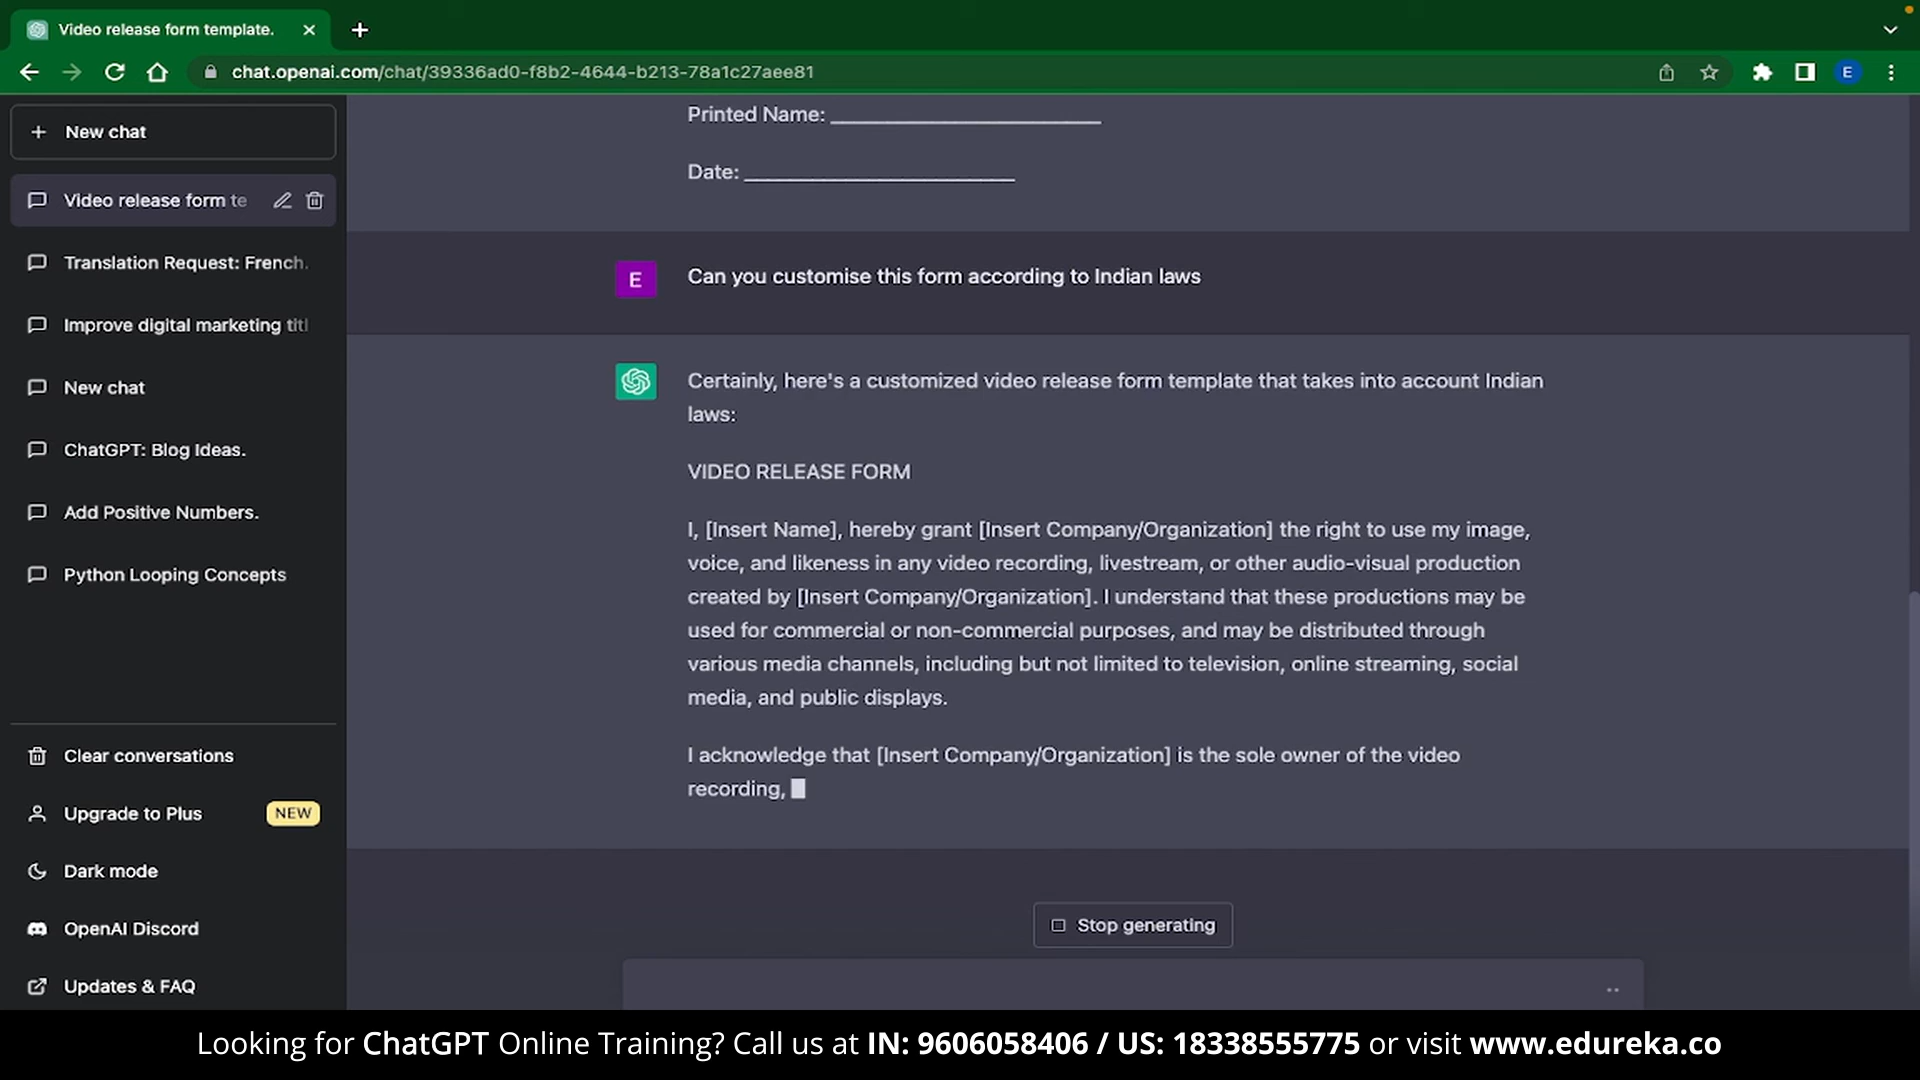 Video release form template.
chat.openai.com/chat/39336ad0-f8b2-4644-b213-78a1c27aee81
E
New chat
Video release form te
Translation Request: French.
Improve digital marketing titl
New chat
ChatGPT: Blog Ideas.
Add Positive Numbers.
Python Looping Concepts
Clear conversations
Upgrade to Plus NEW
Dark mode
OpenAI Discord
Updates & FAQ
Printed Name: _________________________
Date: _________________________
E
Can you customise this form according to Indian laws
Certainly, here's a customized video release form template that takes into account Indian
laws:
VIDEO RELEASE FORM
I, [Insert Name], hereby grant [Insert Company/Organization] the right to use my image,
voice, and likeness in any video recording, livestream, or other audio-visual production
created by [Insert Company/Organization]. I understand that these productions may be
used for commercial or non-commercial purposes, and may be distributed through
various media channels, including but not limited to television, online streaming, social
media, and public displays.
I acknowledge that [Insert Company/Organization] is the sole owner of the video
recording,
Stop generating
Looking for ChatGPT Online Training? Call us at IN: 9606058406 / US: 18338555775 or visit www.edureka.co